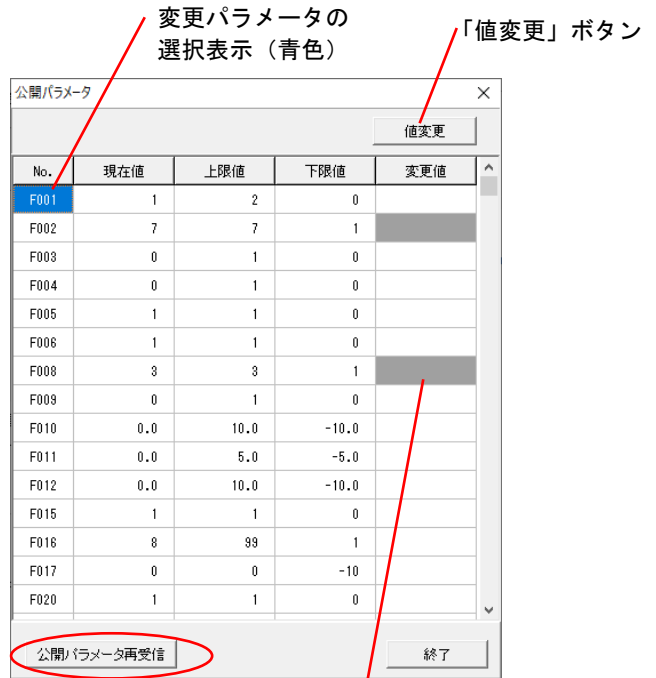 変更パラメータの
選択表示（青色）
「値変更」ボタン
公開パラメータ
値変更
No. 現在値 上限値 下限値 変更値
F001 1 2 0
F002 7 7 1
F003 0 1 0
F004 0 1 0
F005 1 1 0
F006 1 1 0
F008 3 3 1
F009 0 1 0
F010 0.0 10.0 -10.0
F011 0.0 5.0 -5.0
F012 0.0 10.0 -10.0
F015 1 1 0
F016 8 99 1
F017 0 0 -10
F020 1 1 0
公開パラメータ再受信 終了